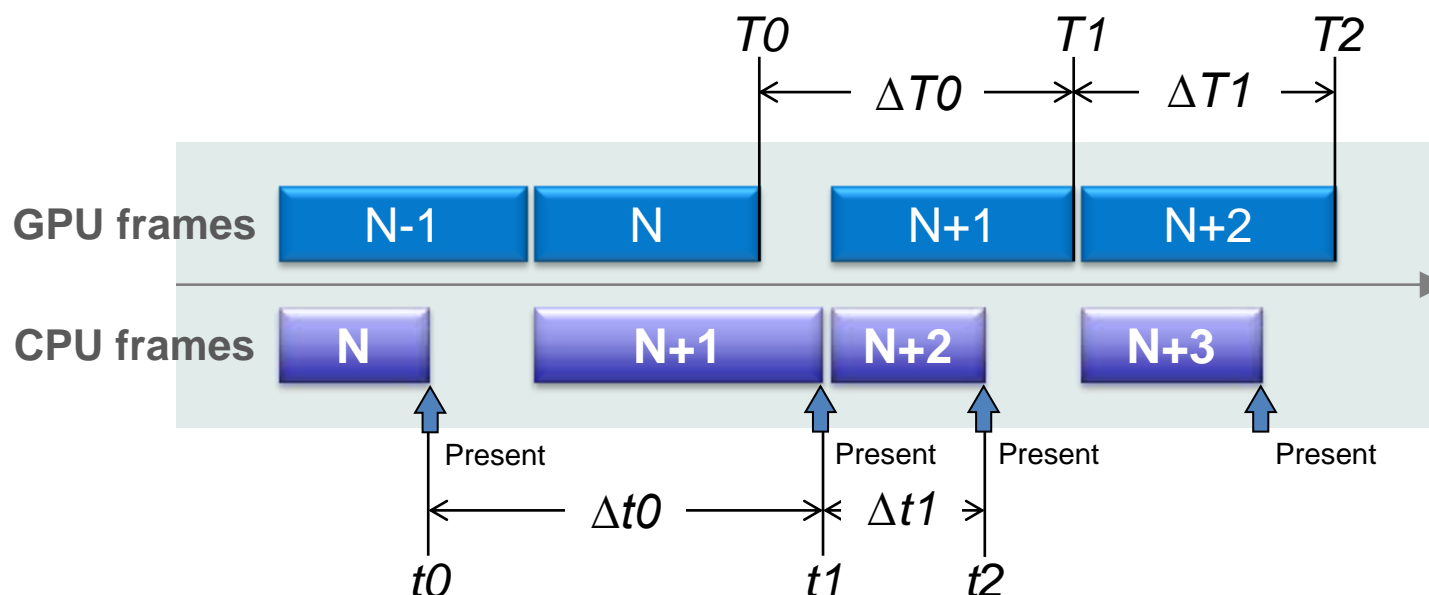 T0 T1 T2
ΔT0 ΔT1
GPU frames N-1 N N+1 N+2
CPU frames N N+1 N+2 N+3
Present Present Present Present
Δt0 Δt1
t0 t1 t2